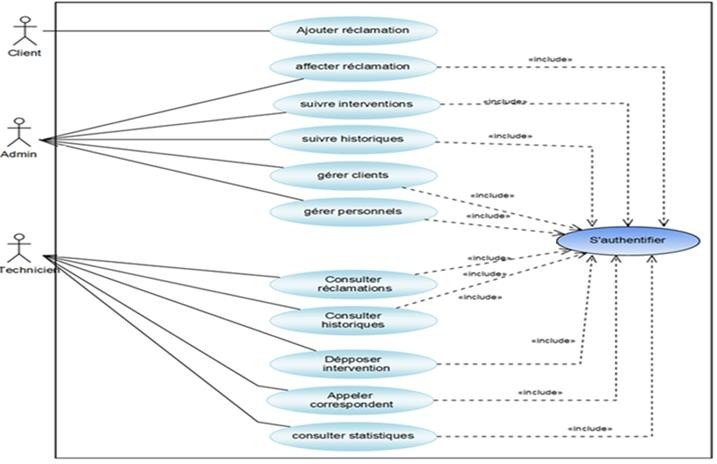 Client
Ajouter réclamation
affecter réclamation
«include»
suivre interventions
«include»
Admin
suivre historiques
«include»
gérer clients
«include»
gérer personnels
«include»
S'authentifier
Technicien
Consulter
réclamations
«include»
«include»
Consulter
historiques
«include»
Dépposer
intervention
«include»
Appeler
correspondent
«include»
consulter statistiques
«include»